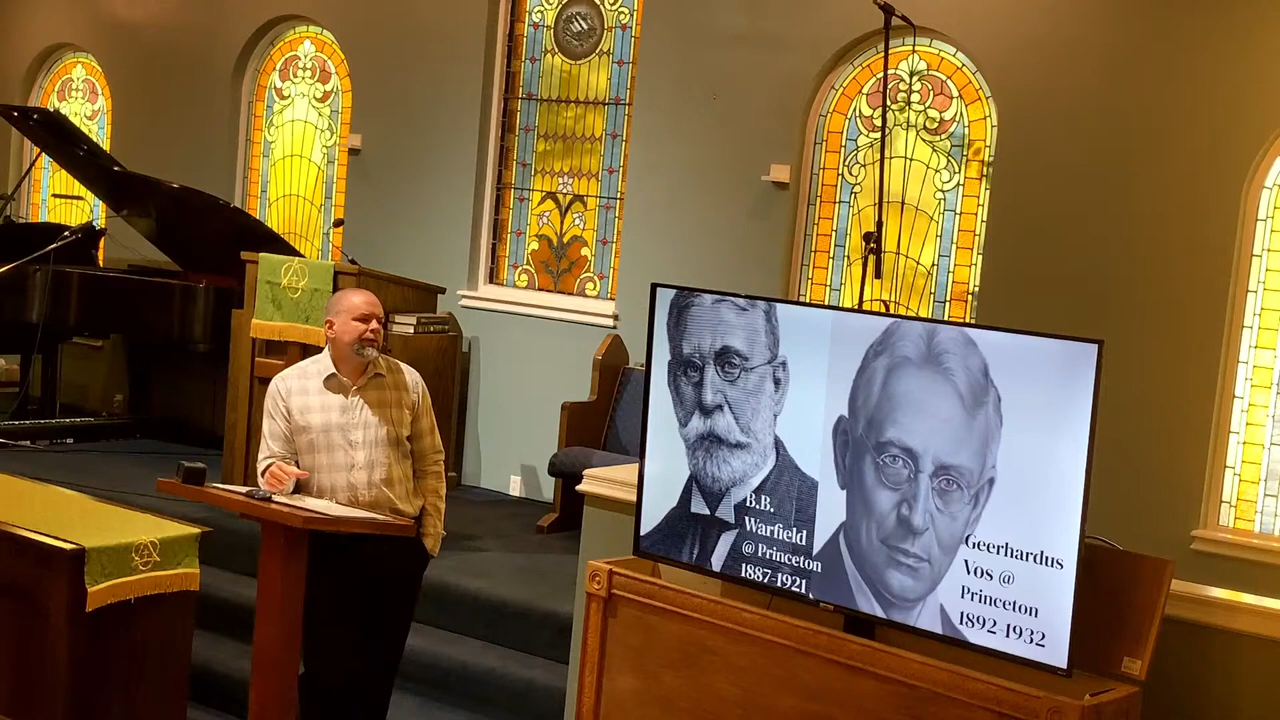 B.B.
Warfield
@ Princeton
1887-1921
Geerhardus
Vos @
Princeton
1892-1932